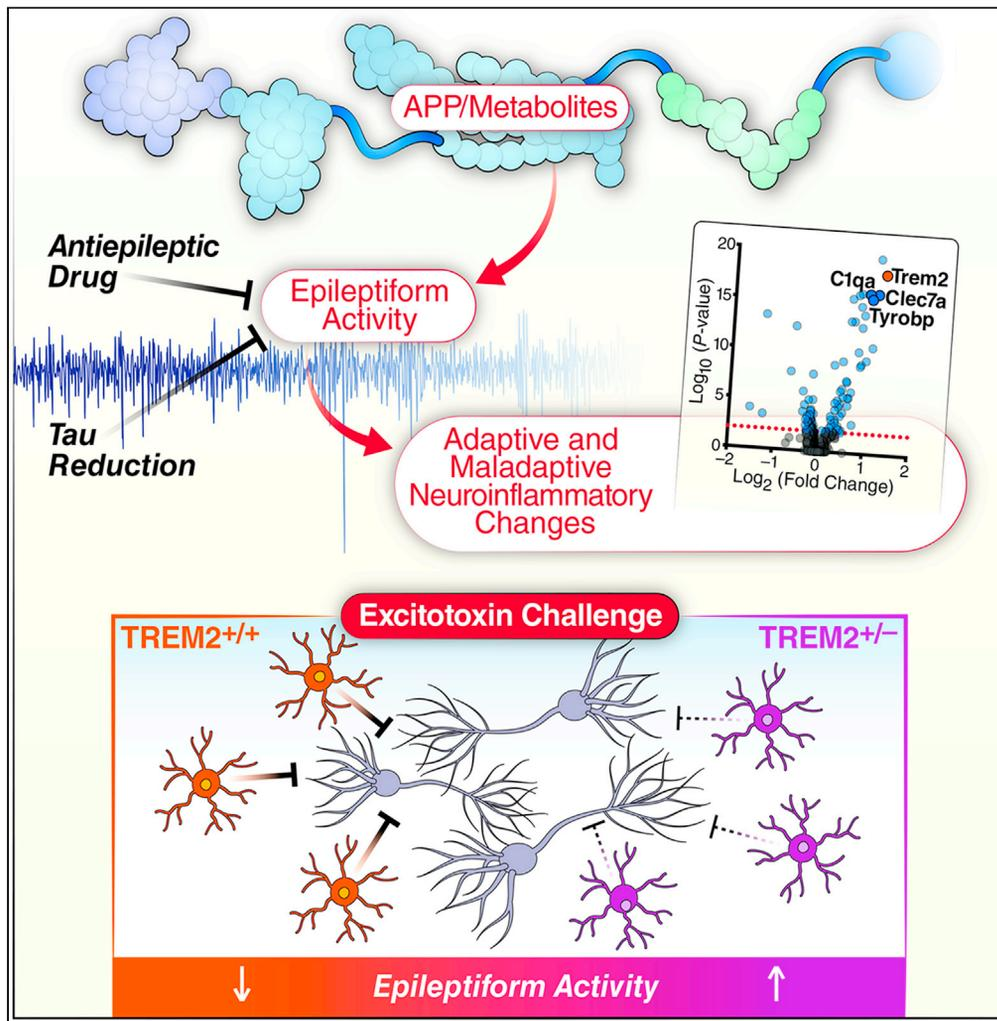 APP/Metabolites
Antiepileptic
Drug
Epileptiform
Activity
Tau
Reduction
Adaptive and
Maladaptive
Neuroinflammatory
Changes
20
15
10
5
0
Log10 (P-value)
C1qa
Trem2
Clec7a
Tyrobp
–2 –1 0 1 2
Log2 (Fold Change)
Excitotoxin Challenge
TREM2+/+
TREM2+/–
↓ Epileptiform Activity ↑